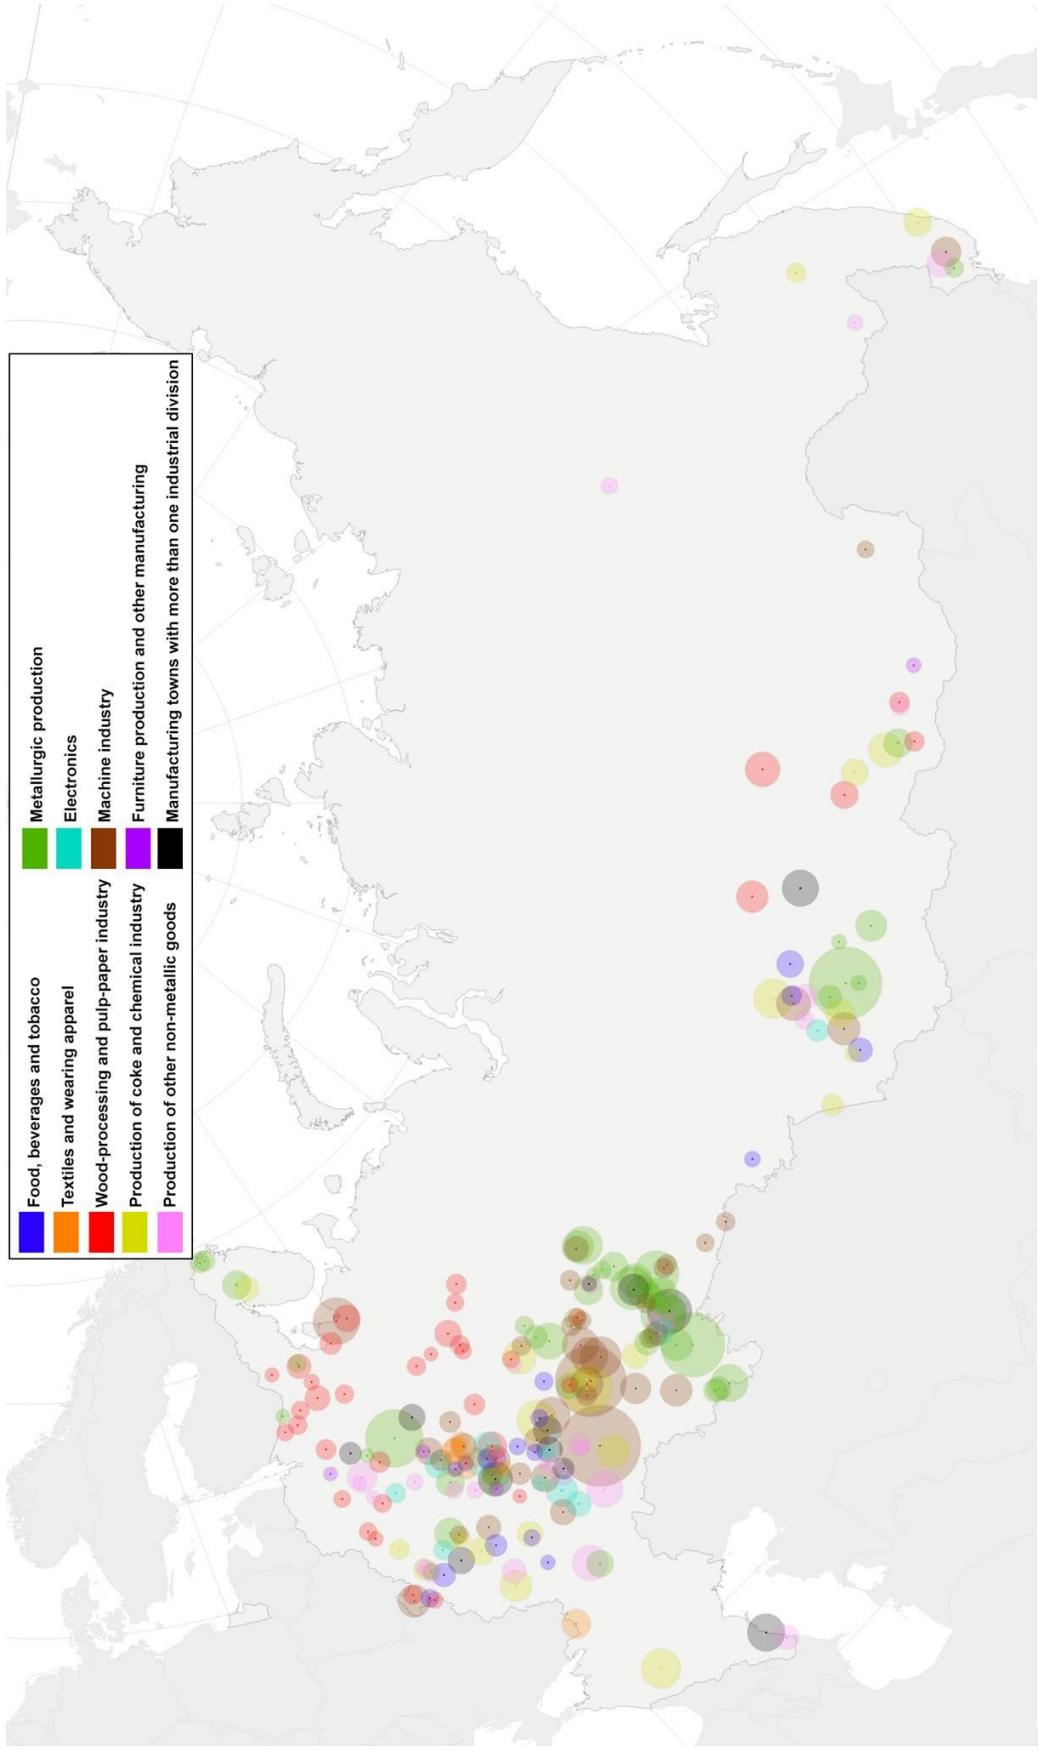 Food, beverages and tobacco
Textiles and wearing apparel
Wood-processing and pulp-paper industry
Production of coke and chemical industry
Production of other non-metallic goods
Metallurgic production
Electronics
Machine industry
Furniture production and other manufacturing
Manufacturing towns with more than one industrial division